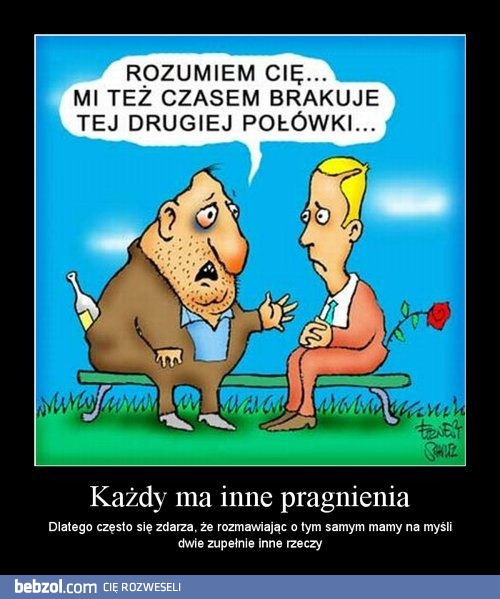 ROZUMIEM CIĘ...
MI TEŻ CZASEM BRAKUJE
TEJ DRUGIEJ POŁÓWKI...
Każdy ma inne pragnienia
Dlatego często się zdarza, że rozmawiając o tym samym mamy na myśli
dwie zupełnie inne rzeczy
bebzol.com CIĘ ROZWESELI